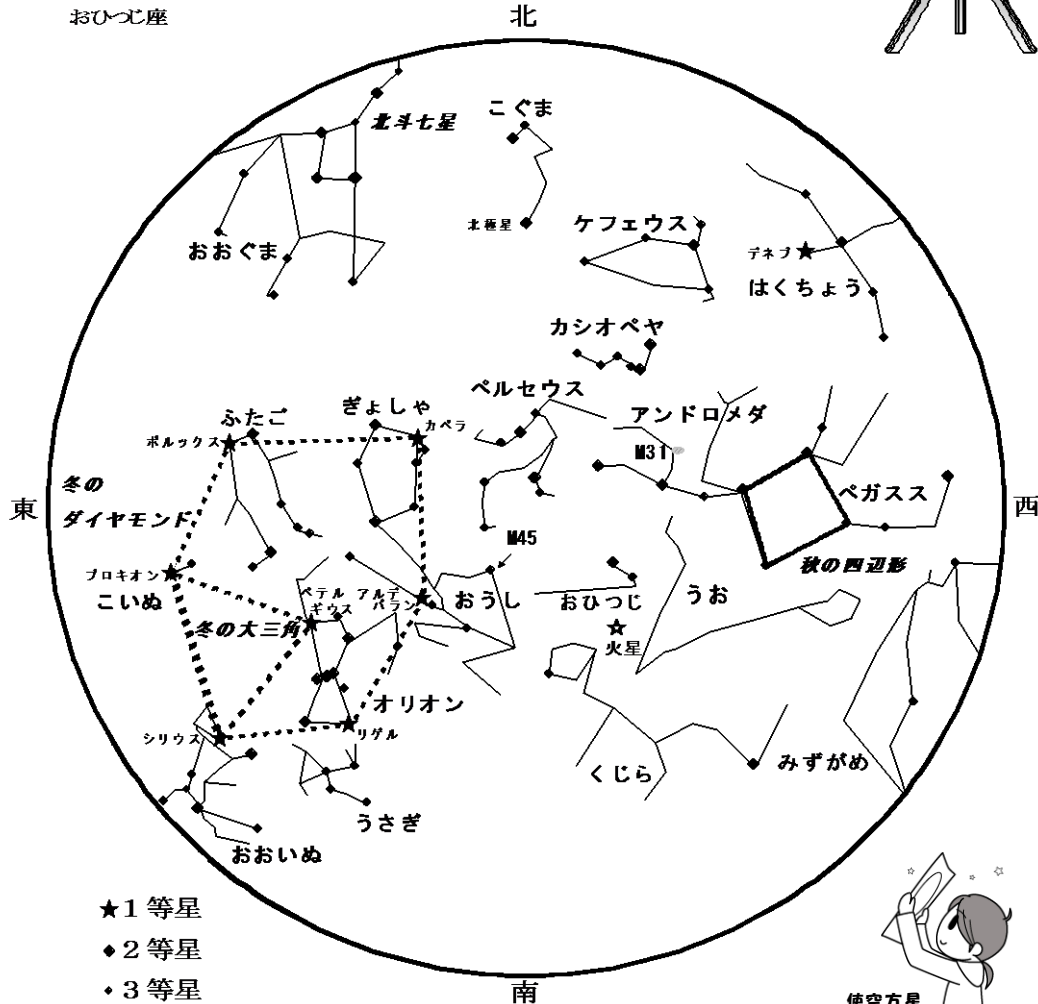 おひつじ座
北
北斗七星
こぐま
北極星
ケフェウス
おおぐま
デネブ
はくちょう
カシオペヤ
ペルセウス
アンドロメダ
M31
ふたご
ぎょしゃ
カペラ
ポルックス
冬の
ダイヤモンド
東
西
ペガスス
秋の四辺形
M45
プロキオン
こいぬ
ベテル
ギウス
アルデ
バラン
おうし
おひつじ
うお
冬の大三角
火星
オリオン
シリウス
リゲル
くじら
みずがめ
うさぎ
おおいぬ
★1等星
◆2等星
・3等星
南